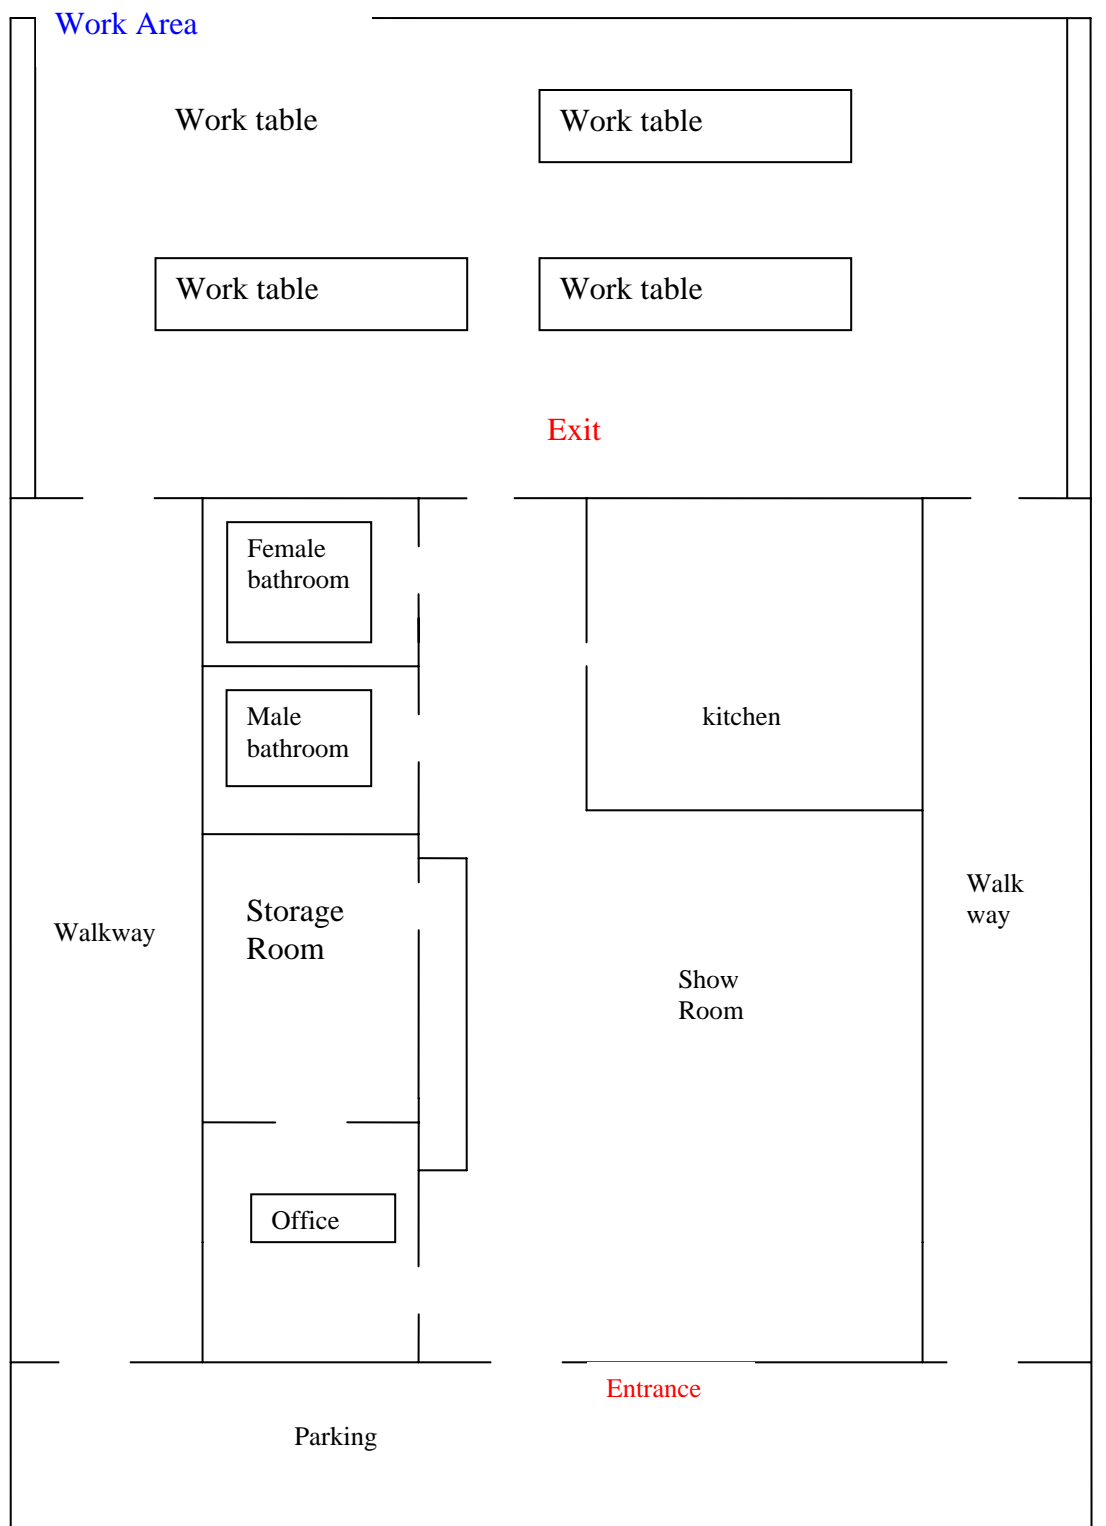 Work Area
Work table
Work table
Work table
Work table
Exit
Female
bathroom
Male
bathroom
kitchen
Storage
Room
Walkway
Walk
way
Show
Room
Office
Entrance
Parking